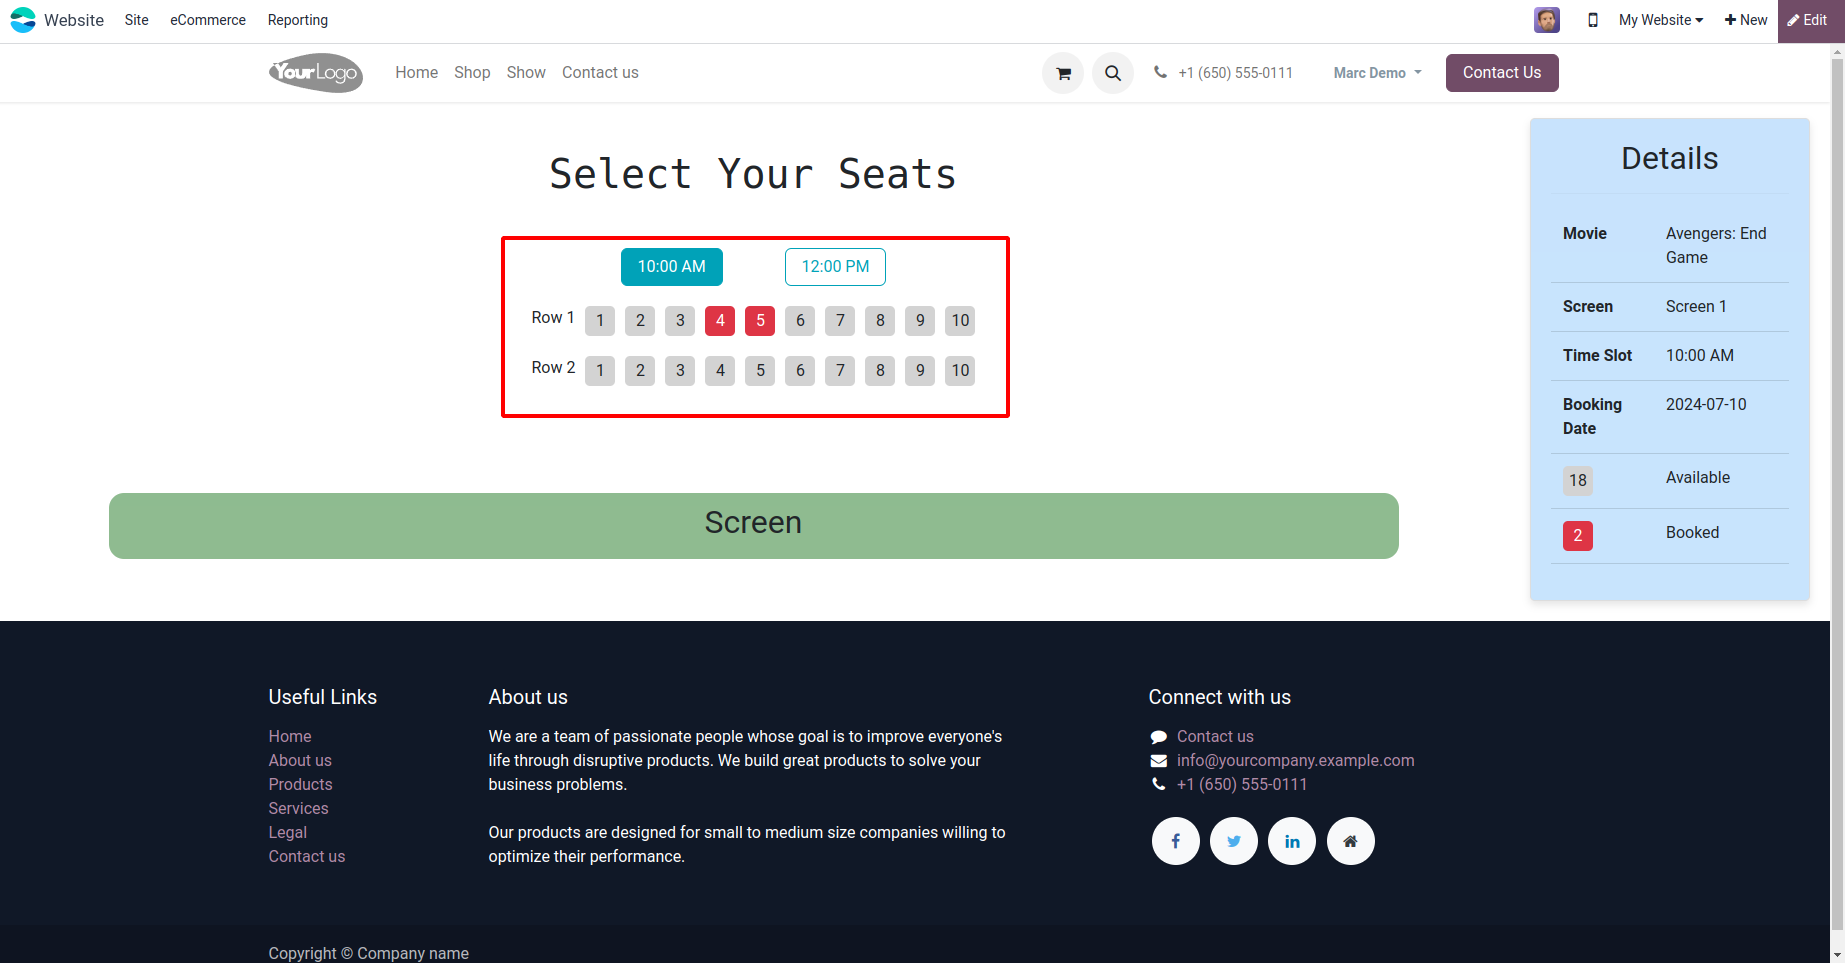 Website Site eCommerce Reporting My Website New Edit
YourLogo Home Shop Show Contact us +1 (650) 555-0111 Marc Demo Contact Us
Select Your Seats
10:00 AM 12:00 PM
Row 1 1 2 3 4 5 6 7 8 9 10
Row 2 1 2 3 4 5 6 7 8 9 10
Screen
Details
Movie Avengers: End
Game
Screen Screen 1
Time Slot 10:00 AM
Booking 2024-07-10
Date
18 Available
2 Booked
Useful Links
Home
About us
Products
Services
Legal
Contact us
About us
We are a team of passionate people whose goal is to improve everyone's
life through disruptive products. We build great products to solve your
business problems.
Our products are designed for small to medium size companies willing to
optimize their performance.
Connect with us
Contact us
info@yourcompany.example.com
+1 (650) 555-0111
Copyright © Company name